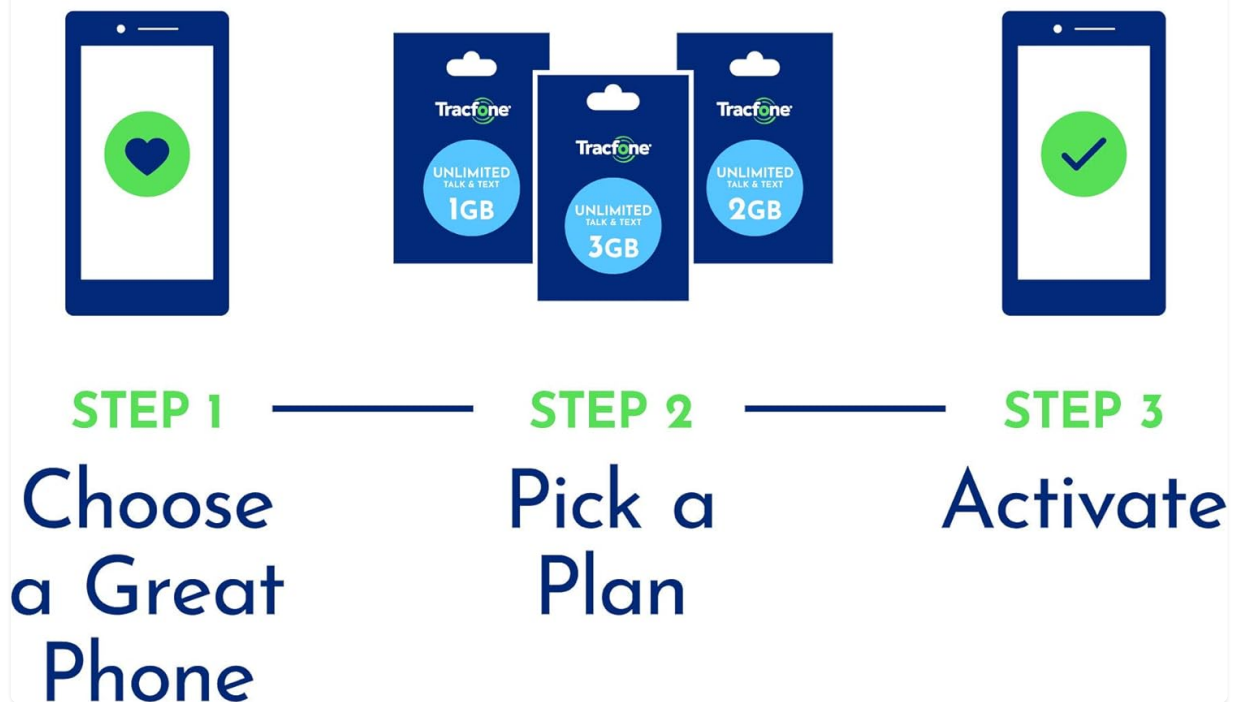 Tracfone
UNLIMITED
TALK & TEXT
1GB
Tracfone
UNLIMITED
TALK & TEXT
3GB
Tracfone
UNLIMITED
TALK & TEXT
2GB
STEP 1
Choose
a Great
Phone
STEP 2
Pick a
Plan
STEP 3
Activate